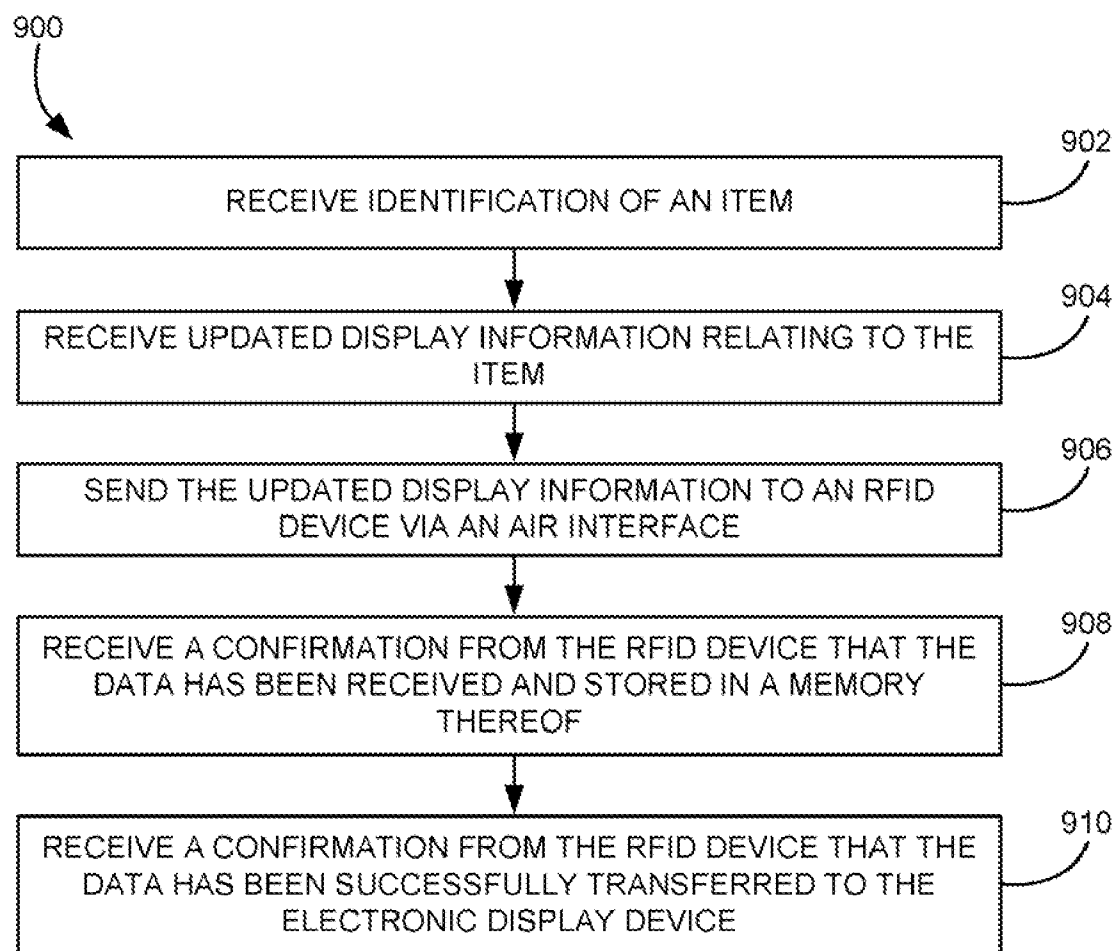 900
902
RECEIVE IDENTIFICATION OF AN ITEM
904
RECEIVE UPDATED DISPLAY INFORMATION RELATING TO THE
ITEM
906
SEND THE UPDATED DISPLAY INFORMATION TO AN RFID
DEVICE VIA AN AIR INTERFACE
908
RECEIVE A CONFIRMATION FROM THE RFID DEVICE THAT THE
DATA HAS BEEN RECEIVED AND STORED IN A MEMORY
THEREOF
910
RECEIVE A CONFIRMATION FROM THE RFID DEVICE THAT THE
DATA HAS BEEN SUCCESSFULLY TRANSFERRED TO THE
ELECTRONIC DISPLAY DEVICE